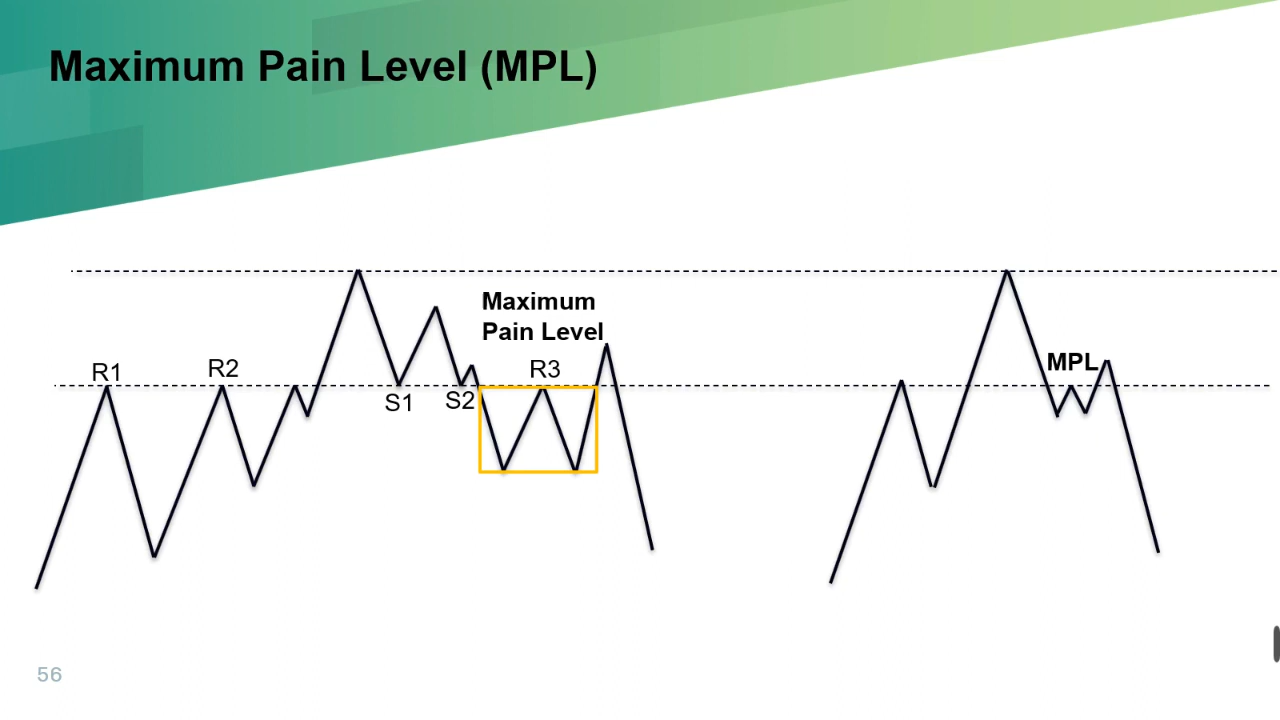 Maximum Pain Level (MPL)
Maximum
Pain Level
R1
R2
R3
S1
S2
MPL
56